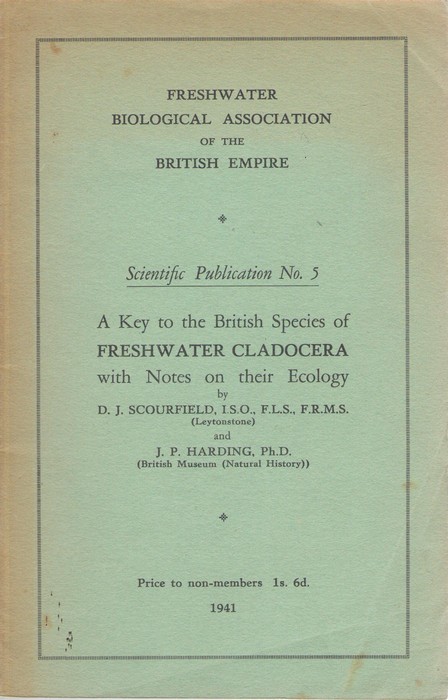 FRESHWATER
BIOLOGICAL ASSOCIATION
OF THE
BRITISH EMPIRE
Scientific Publication No. 5
A Key to the British Species of
FRESHWATER CLADOCERA
with Notes on their Ecology
by
D. J. SCOURFIELD, I.S.O., F.L.S., F.R.M.S.
(Leytonstone)
and
J. P. HARDING, Ph.D.
(British Museum (Natural History))
Price to non-members 1s. 6d.
1941